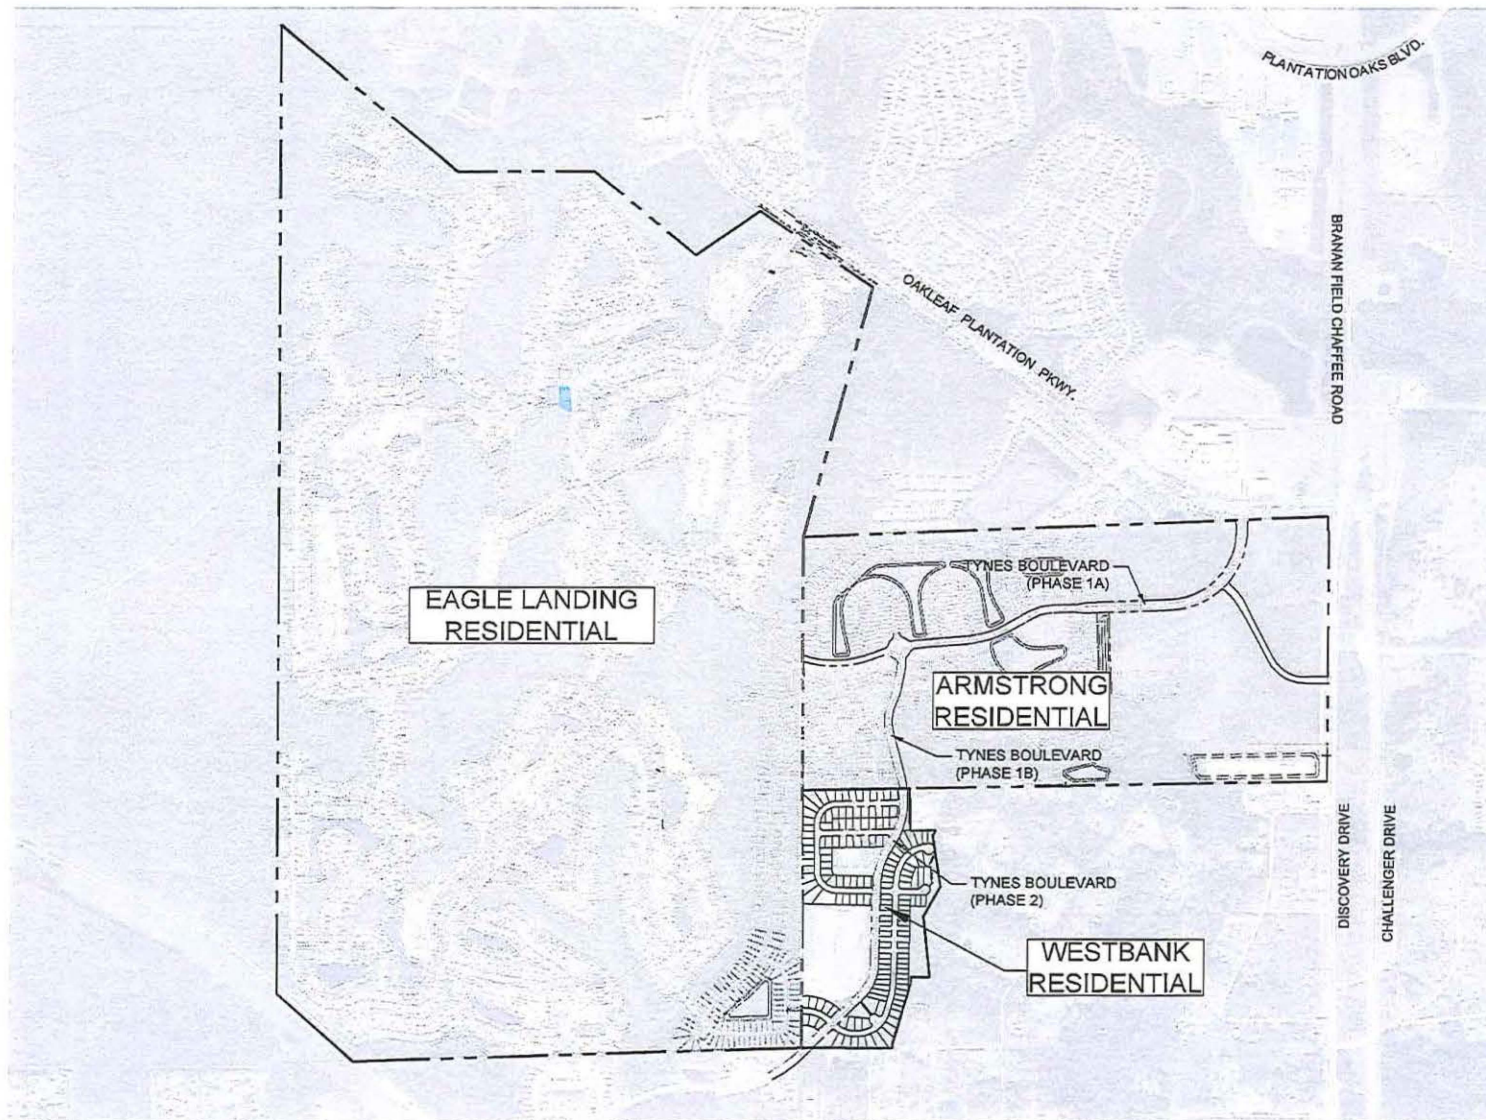 PLANTATION OAKS BLVD.
BRANAN FIELD CHAFFEE ROAD
OAKLEAF PLANTATION PKWY.
TYNES BOULEVARD
(PHASE 1A)
EAGLE LANDING
RESIDENTIAL
ARMSTRONG
RESIDENTIAL
TYNES BOULEVARD
(PHASE 1B)
DISCOVERY DRIVE
CHALLENGER DRIVE
TYNES BOULEVARD
(PHASE 2)
WESTBANK
RESIDENTIAL